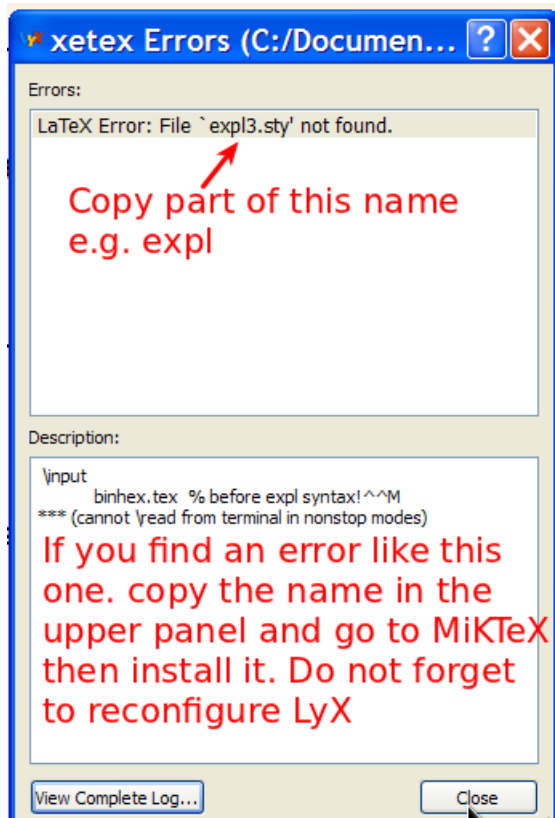 xetex Errors (C:/Documen...
Errors:
LaTeX Error: File `expl3.sty' not found.
Copy part of this name
e.g. expl
Description:
\input
binhex.tex % before expl syntax!^^M
*** (cannot \read from terminal in nonstop modes)
If you find an error like this
one. copy the name in the
upper panel and go to MiKTeX
then install it. Do not forget
to reconfigure LyX
View Complete Log...
Close